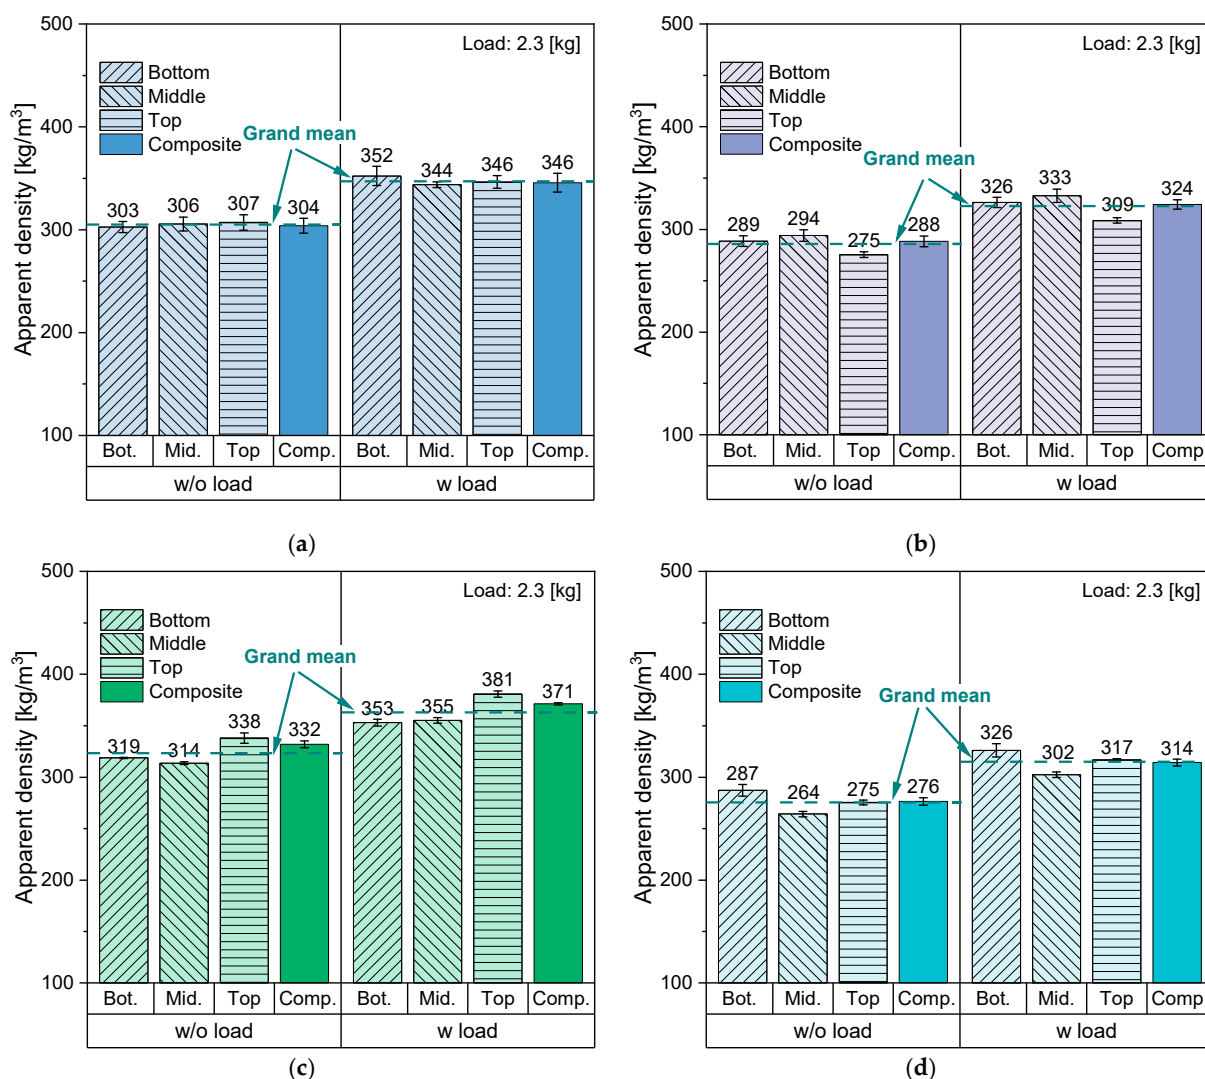 500
400
300
200
100
Apparent density [kg/m³]
Load: 2.3 [kg]
Bottom
Middle
Top
Composite
Grand mean
303 306 307 304 352 344 346 346
Bot. Mid. Top Comp. Bot. Mid. Top Comp.
w/o load w load
(a)
500
400
300
200
100
Apparent density [kg/m³]
Load: 2.3 [kg]
Bottom
Middle
Top
Composite
Grand mean
289 294 275 288 326 333 309 324
Bot. Mid. Top Comp. Bot. Mid. Top Comp.
w/o load w load
(b)
500
400
300
200
100
Apparent density [kg/m³]
Load: 2.3 [kg]
Bottom
Middle
Top
Composite
Grand mean
319 314 338 332 353 355 381 371
Bot. Mid. Top Comp. Bot. Mid. Top Comp.
w/o load w load
(c)
500
400
300
200
100
Apparent density [kg/m³]
Load: 2.3 [kg]
Bottom
Middle
Top
Composite
Grand mean
287 264 275 276 326 302 317 314
Bot. Mid. Top Comp. Bot. Mid. Top Comp.
w/o load w load
(d)